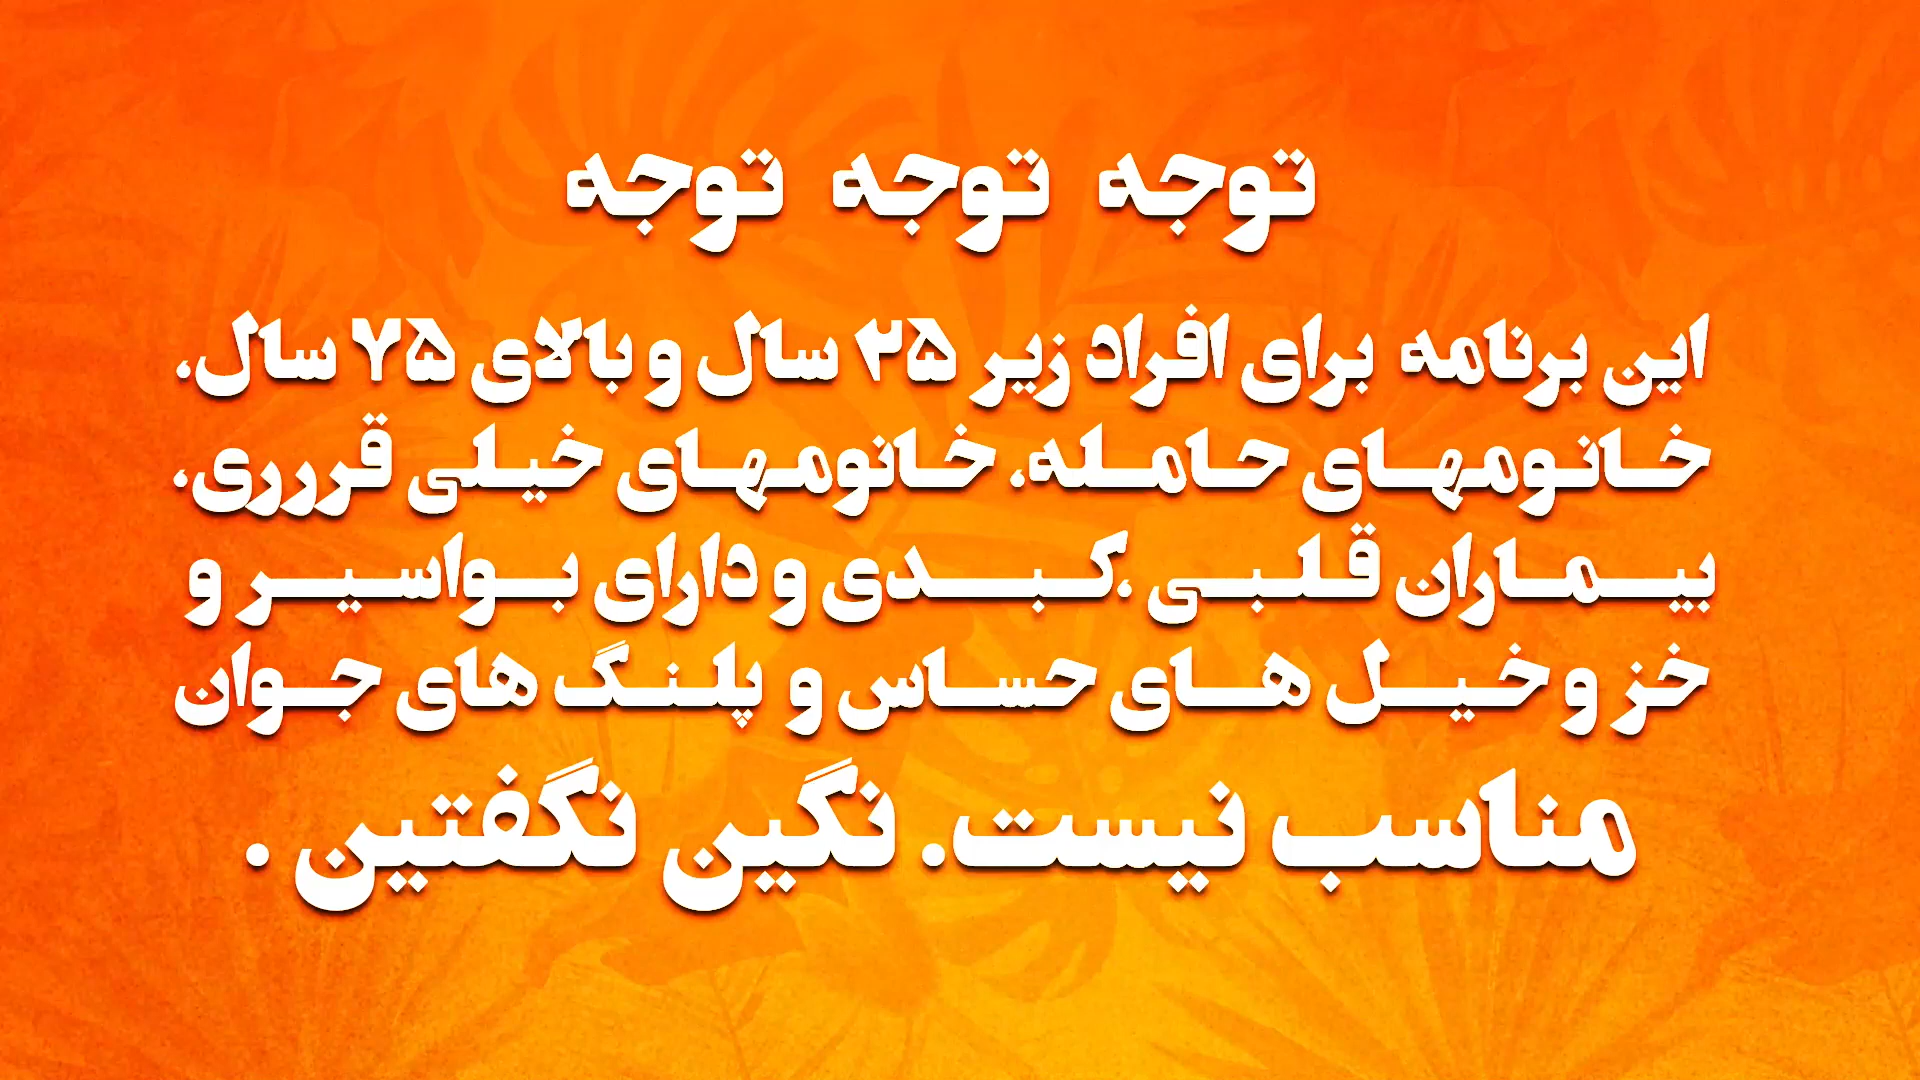 توجه توجه توجه
این برنامه برای افراد زیر ۲۵ سال و بالای ۷۵ سال،
خانومهای حامله، خانومهای خیلی قرررری،
بیماران قلبی ،کبدی و دارای بواسیر و
خز و خیل های حساس و پلنگ های جوان
مناسب نیست. نگین نگفتین .